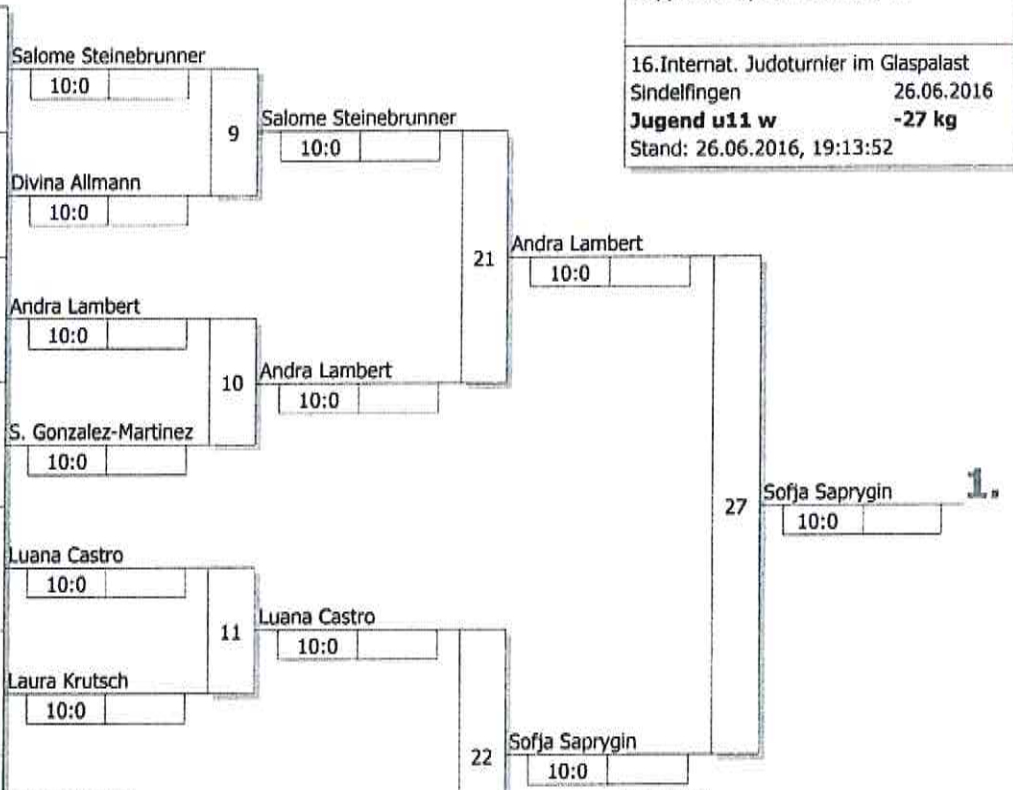 16.Internat. Judoturnier im Glaspalast
Sindelfingen 26.06.2016
Jugend u11 w -27 kg
Stand: 26.06.2016, 19:13:52
Salome Steinebrunner
10:0
9
Salome Steinebrunner
10:0
Divina Allmann
10:0
21
Andra Lambert
10:0
Andra Lambert
10:0
10
Andra Lambert
10:0
S. Gonzalez-Martinez
10:0
27
Sofja Saprygin 1.
10:0
Luana Castro
10:0
11
Luana Castro
10:0
Laura Krutsch
10:0
22
Sofja Saprygin
10:0